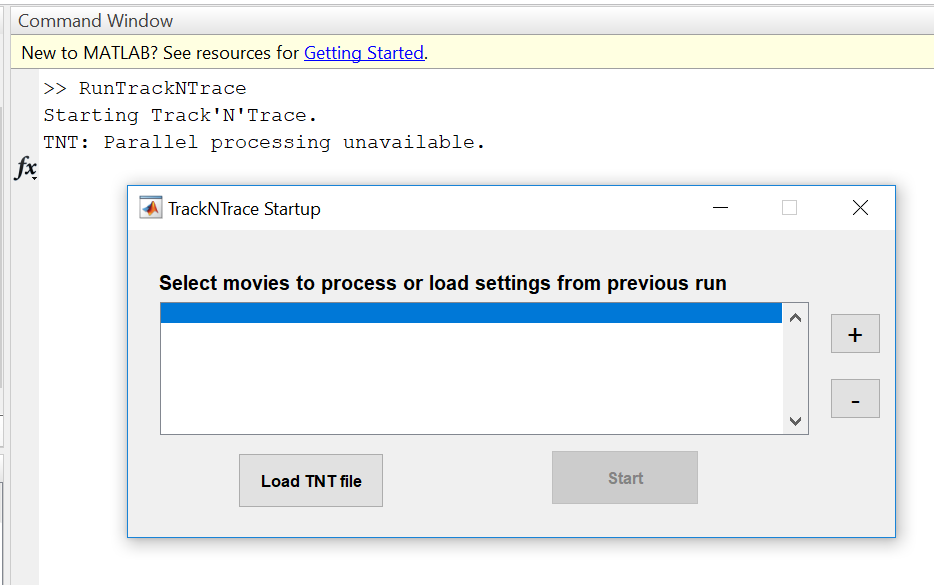 Command Window
New to MATLAB? See resources for Getting Started.
>> RunTrackNTrace
Starting Track'N'Trace.
TNT: Parallel processing unavailable.
fx
TrackNTrace Startup
Select movies to process or load settings from previous run
+
-
Load TNT file
Start